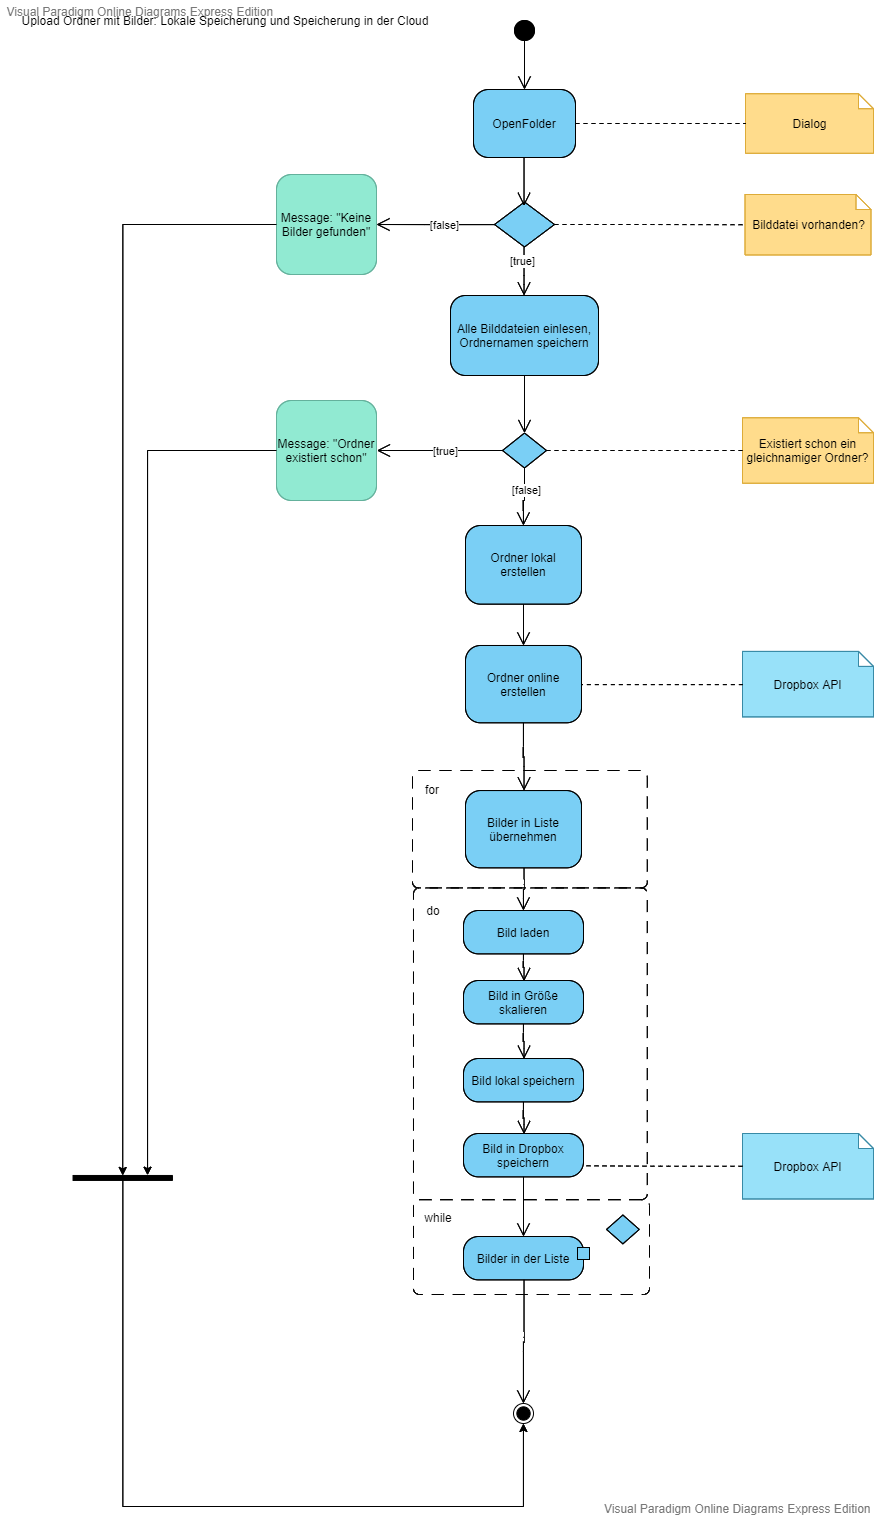 Visual Paradigm Online Diagrams Express Edition
Upload Ordner mit Bilder: Lokale Speicherung und Speicherung in der Cloud
OpenFolder
Dialog
Message: "Keine
Bilder gefunden"
[false]
Bilddatei vorhanden?
[true]
Alle Bilddateien einlesen,
Ordnernamen speichern
Message: "Ordner
existiert schon"
[true]
Existiert schon ein
gleichnamiger Ordner?
[false]
Ordner lokal
erstellen
Ordner online
erstellen
Dropbox API
for
Bilder in Liste
übernehmen
do
Bild laden
Bild in Größe
skalieren
Bild lokal speichern
Bild in Dropbox
speichern
Dropbox API
while
Bilder in der Liste
Visual Paradigm Online Diagrams Express Edition